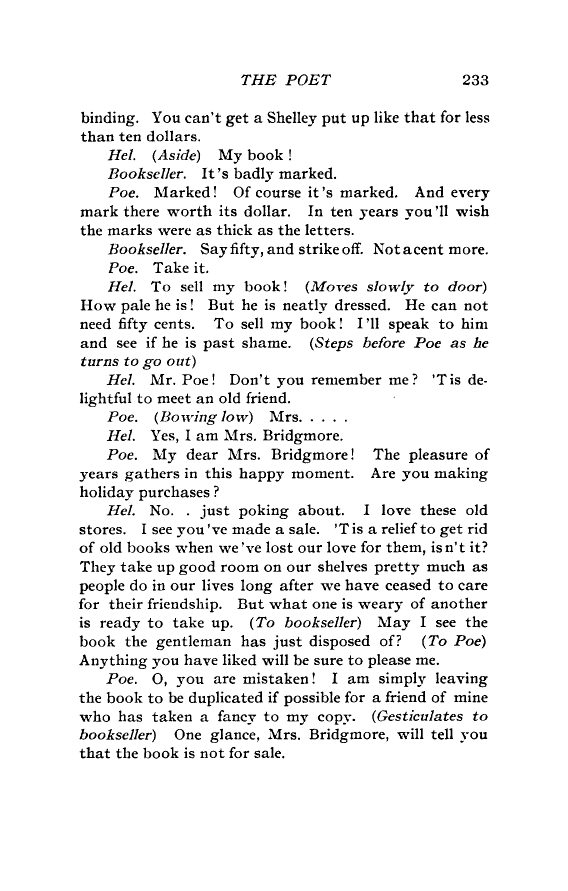 THE POET 233
binding. You can't get a Shelley put up like that for less
than ten dollars.
Hel. (Aside) My book!
Bookseller. It's badly marked.
Poe. Marked! Of course it's marked. And every
mark there worth its dollar. In ten years you'll wish
the marks were as thick as the letters.
Bookseller. Say fifty, and strike off. Not a cent more.
Poe. Take it.
Hel. To sell my book! (Moves slowly to door)
How pale he is! But he is neatly dressed. He can not
need fifty cents. To sell my book! I'll speak to him
and see if he is past shame. (Steps before Poe as he
turns to go out)
Hel. Mr. Poe! Don't you remember me? 'Tis de-
lightful to meet an old friend.
Poe. (Bowing low) Mrs. . . . .
Hel. Yes, I am Mrs. Bridgmore.
Poe. My dear Mrs. Bridgmore! The pleasure of
years gathers in this happy moment. Are you making
holiday purchases?
Hel. No. . just poking about. I love these old
stores. I see you've made a sale. 'Tis a relief to get rid
of old books when we've lost our love for them, isn't it?
They take up good room on our shelves pretty much as
people do in our lives long after we have ceased to care
for their friendship. But what one is weary of another
is ready to take up. (To bookseller) May I see the
book the gentleman has just disposed of? (To Poe)
Anything you have liked will be sure to please me.
Poe. O, you are mistaken! I am simply leaving
the book to be duplicated if possible for a friend of mine
who has taken a fancy to my copy. (Gesticulates to
bookseller) One glance, Mrs. Bridgmore, will tell you
that the book is not for sale.